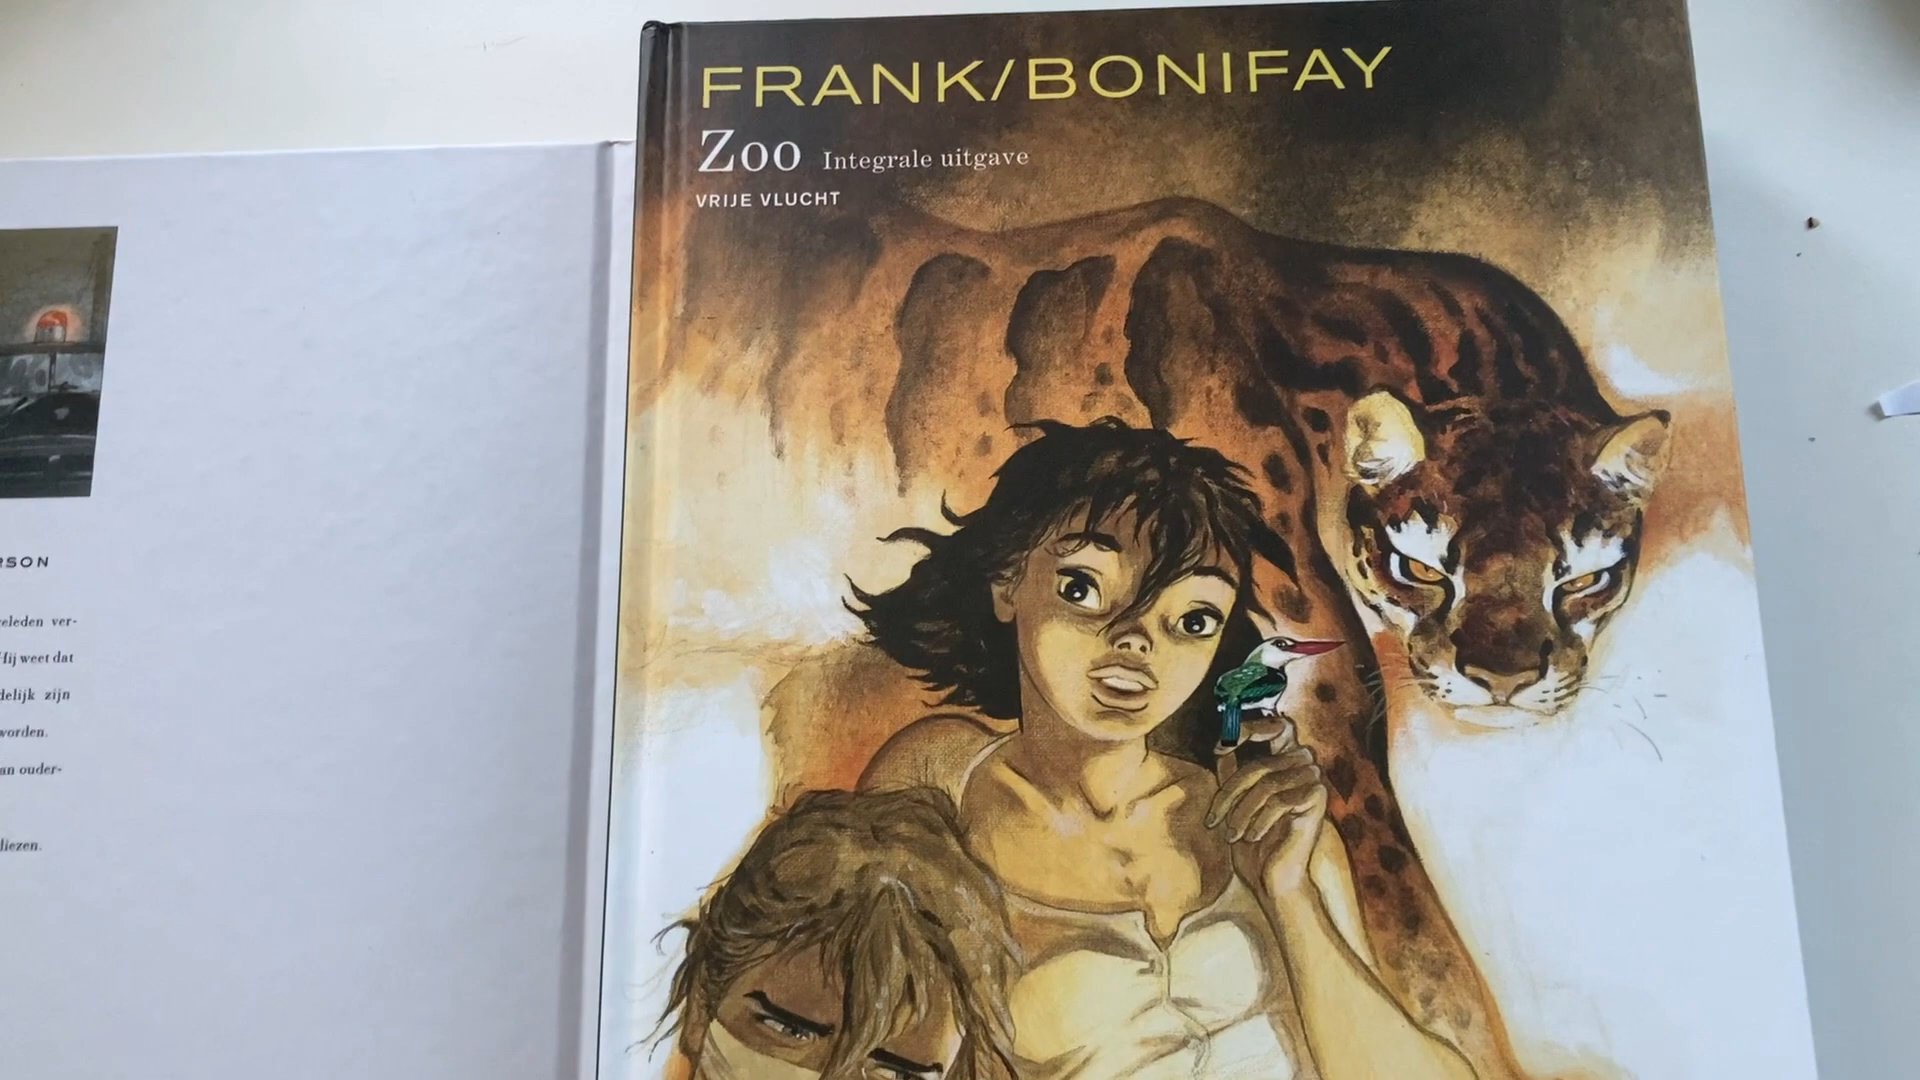 FRANK/BONIFAY
Zoo Integrale uitgave
VRIJE VLUCHT
RSON
eleden ver-
Hij weet dat
delijk zijn
worden.
an ouder-
liezen.